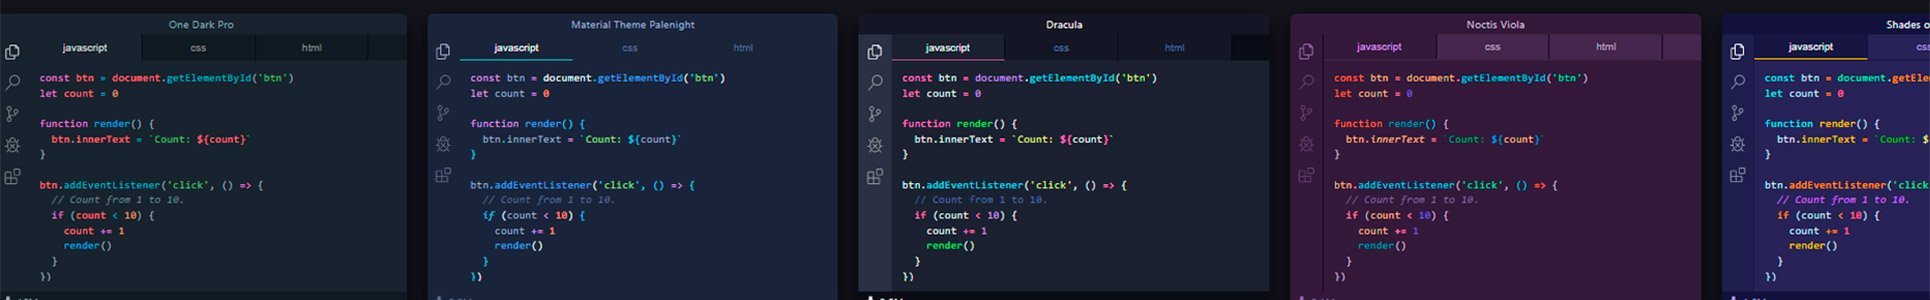 One Dark Pro
javascript css html
const btn = document.getElementById('btn')
let count = 0
function render() {
btn.innerText = `Count: ${count}`
}
btn.addEventListener('click', () => {
// Count from 1 to 10.
if (count < 10) {
count += 1
render()
}
})
Material Theme Palenight
javascript css html
const btn = document.getElementById('btn')
let count = 0
function render() {
btn.innerText = `Count: ${count}`
}
btn.addEventListener('click', () => {
// Count from 1 to 10.
if (count < 10) {
count += 1
render()
}
})
Dracula
javascript css html
const btn = document.getElementById('btn')
let count = 0
function render() {
btn.innerText = `Count: ${count}`
}
btn.addEventListener('click', () => {
// Count from 1 to 10.
if (count < 10) {
count += 1
render()
}
})
Noctis Viola
javascript css html
const btn = document.getElementById('btn')
let count = 0
function render() {
btn.innerText = `Count: ${count}`
}
btn.addEventListener('click', () => {
// Count from 1 to 10.
if (count < 10) {
count += 1
render()
}
})
Shades o
javascript cs
const btn = document.getEle
let count = 0
function render() {
btn.innerText = `Count: $
}
btn.addEventListener('click
// Count from 1 to 10.
if (count < 10) {
count += 1
render()
}
})